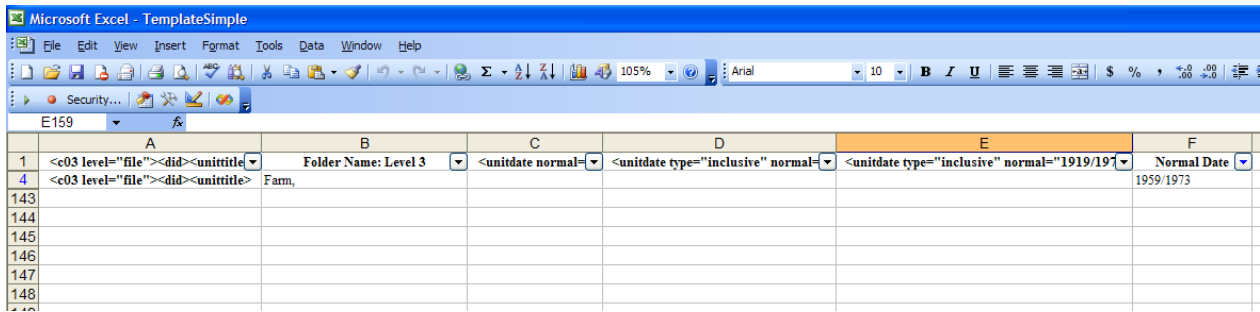 Microsoft Excel - TemplateSimple
File Edit View Insert Format Tools Data Window Help
105% Arial 10 B I U $ % ,
Security...
E159 fx
A B C D E F
1 <c03 level="file"><did><unittitle Folder Name: Level 3 <unitdate normal= <unitdate type="inclusive" normal= <unitdate type="inclusive" normal="1919/197 Normal Date
4 <c03 level="file"><did><unittitle> Farm, 1959/1973
143
144
145
146
147
148